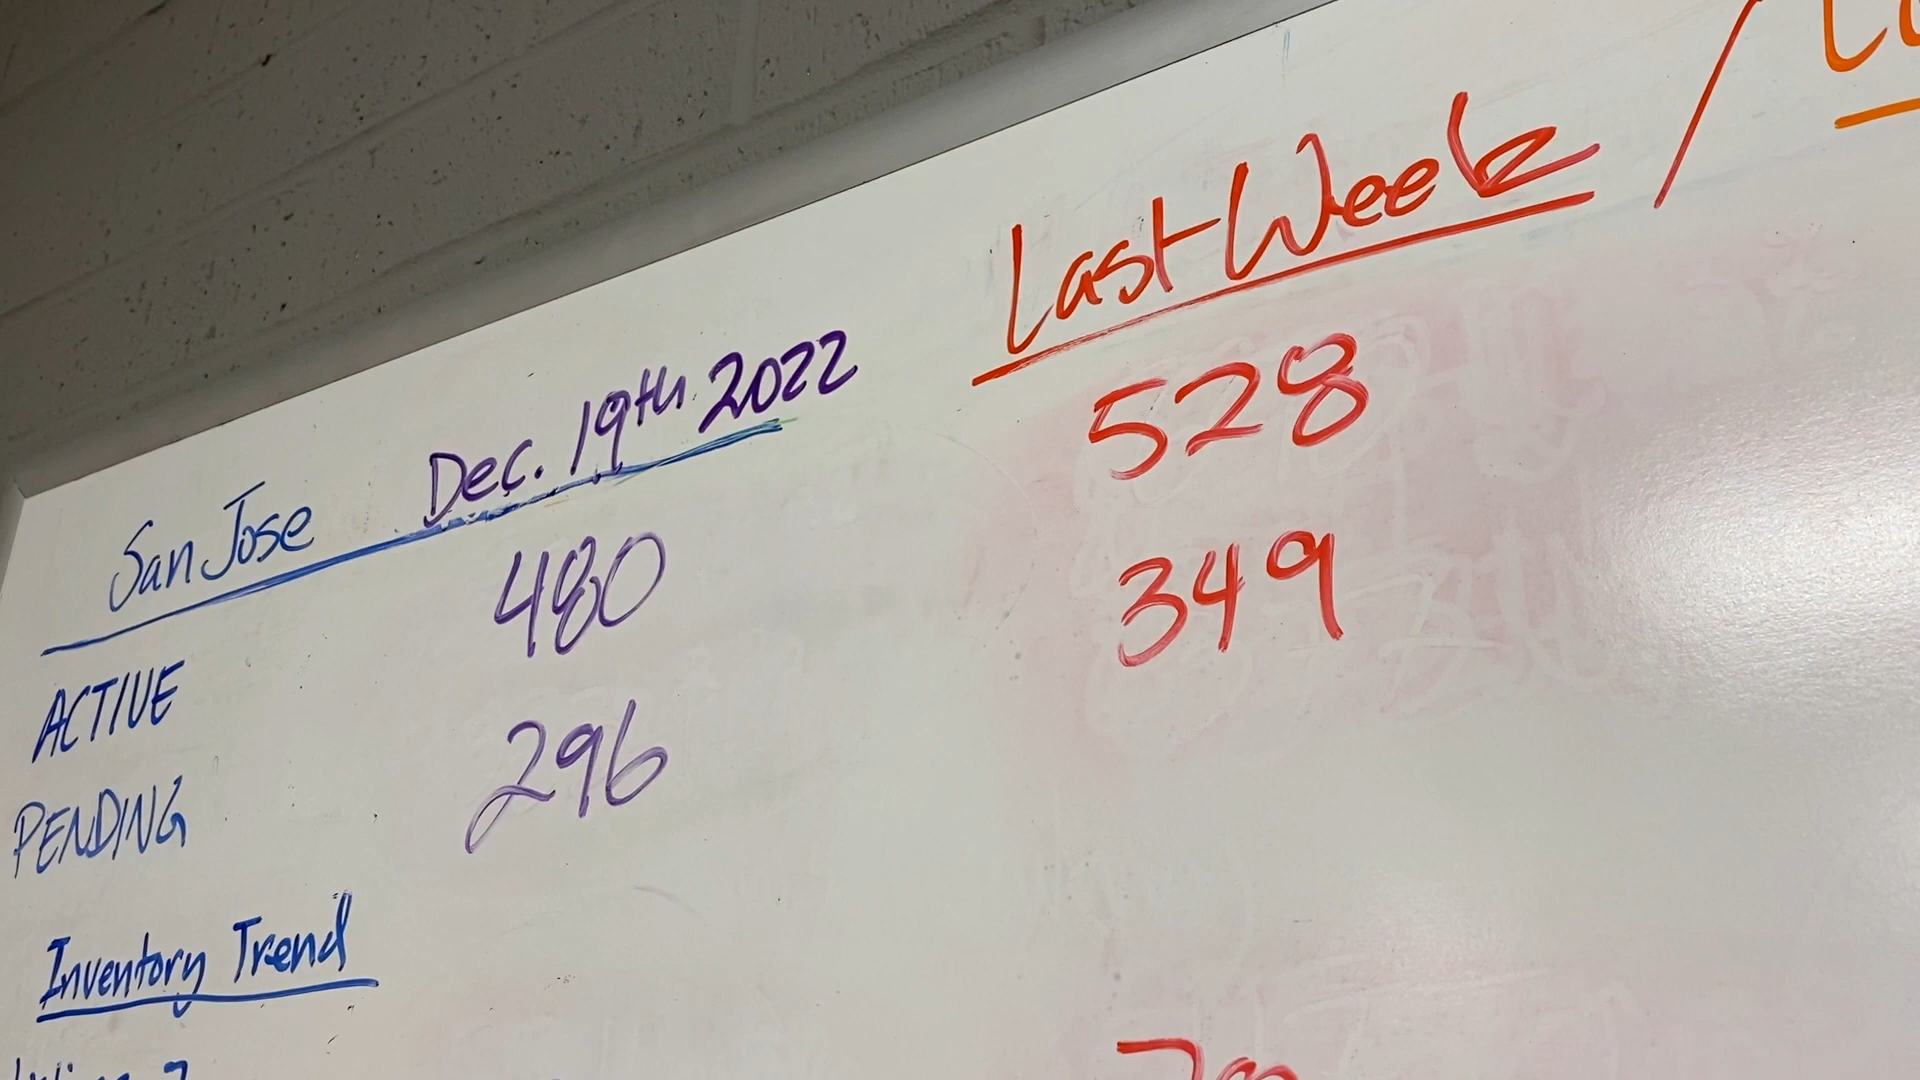 San Jose Dec. 19th 2022 Last Week /
ACTIVE 480 528
PENDING 296 349
Inventory Trend